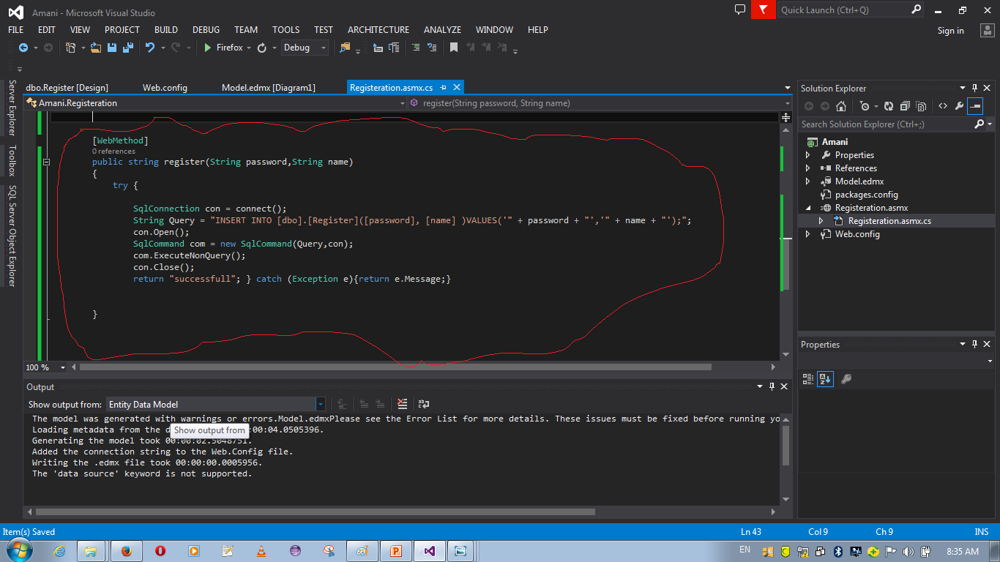 Amani - Microsoft Visual Studio
Quick Launch (Ctrl+Q)
FILE EDIT VIEW PROJECT BUILD DEBUG TEAM TOOLS TEST ARCHITECTURE ANALYZE WINDOW HELP
Sign in
Firefox Debug
Server Explorer
Toolbox
SQL Server Object Explorer
dbo.Register [Design] Web.config Model.edmx [Diagram1] Registeration.asmx.cs
Amani.Registeration register(String password, String name)
[WebMethod]
0 references
public string register(String password,String name)
{
try {
SqlConnection con = connect();
String Query = "INSERT INTO [dbo].[Register]([password], [name] )VALUES('" + password + "','" + name + "');";
con.Open();
SqlCommand com = new SqlCommand(Query,con);
com.ExecuteNonQuery();
con.Close();
return "successfull"; } catch (Exception e){return e.Message;}
}
100 %
Output
Show output from: Entity Data Model
The model was generated with warnings or errors.Model.edmxPlease see the Error List for more details. These issues must be fixed before running yo
Loading metadata from the d 00:04.0505396.
Show output from
Generating the model took 00:00:02.5048751.
Added the connection string to the Web.Config file.
Writing the .edmx file took 00:00:00.0005956.
The 'data source' keyword is not supported.
Solution Explorer
Search Solution Explorer (Ctrl+;)
Amani
Properties
References
Model.edmx
packages.config
Registeration.asmx
Registeration.asmx.cs
Web.config
Properties
Item(s) Saved Ln 43 Col 9 Ch 9 INS
EN 8:35 AM